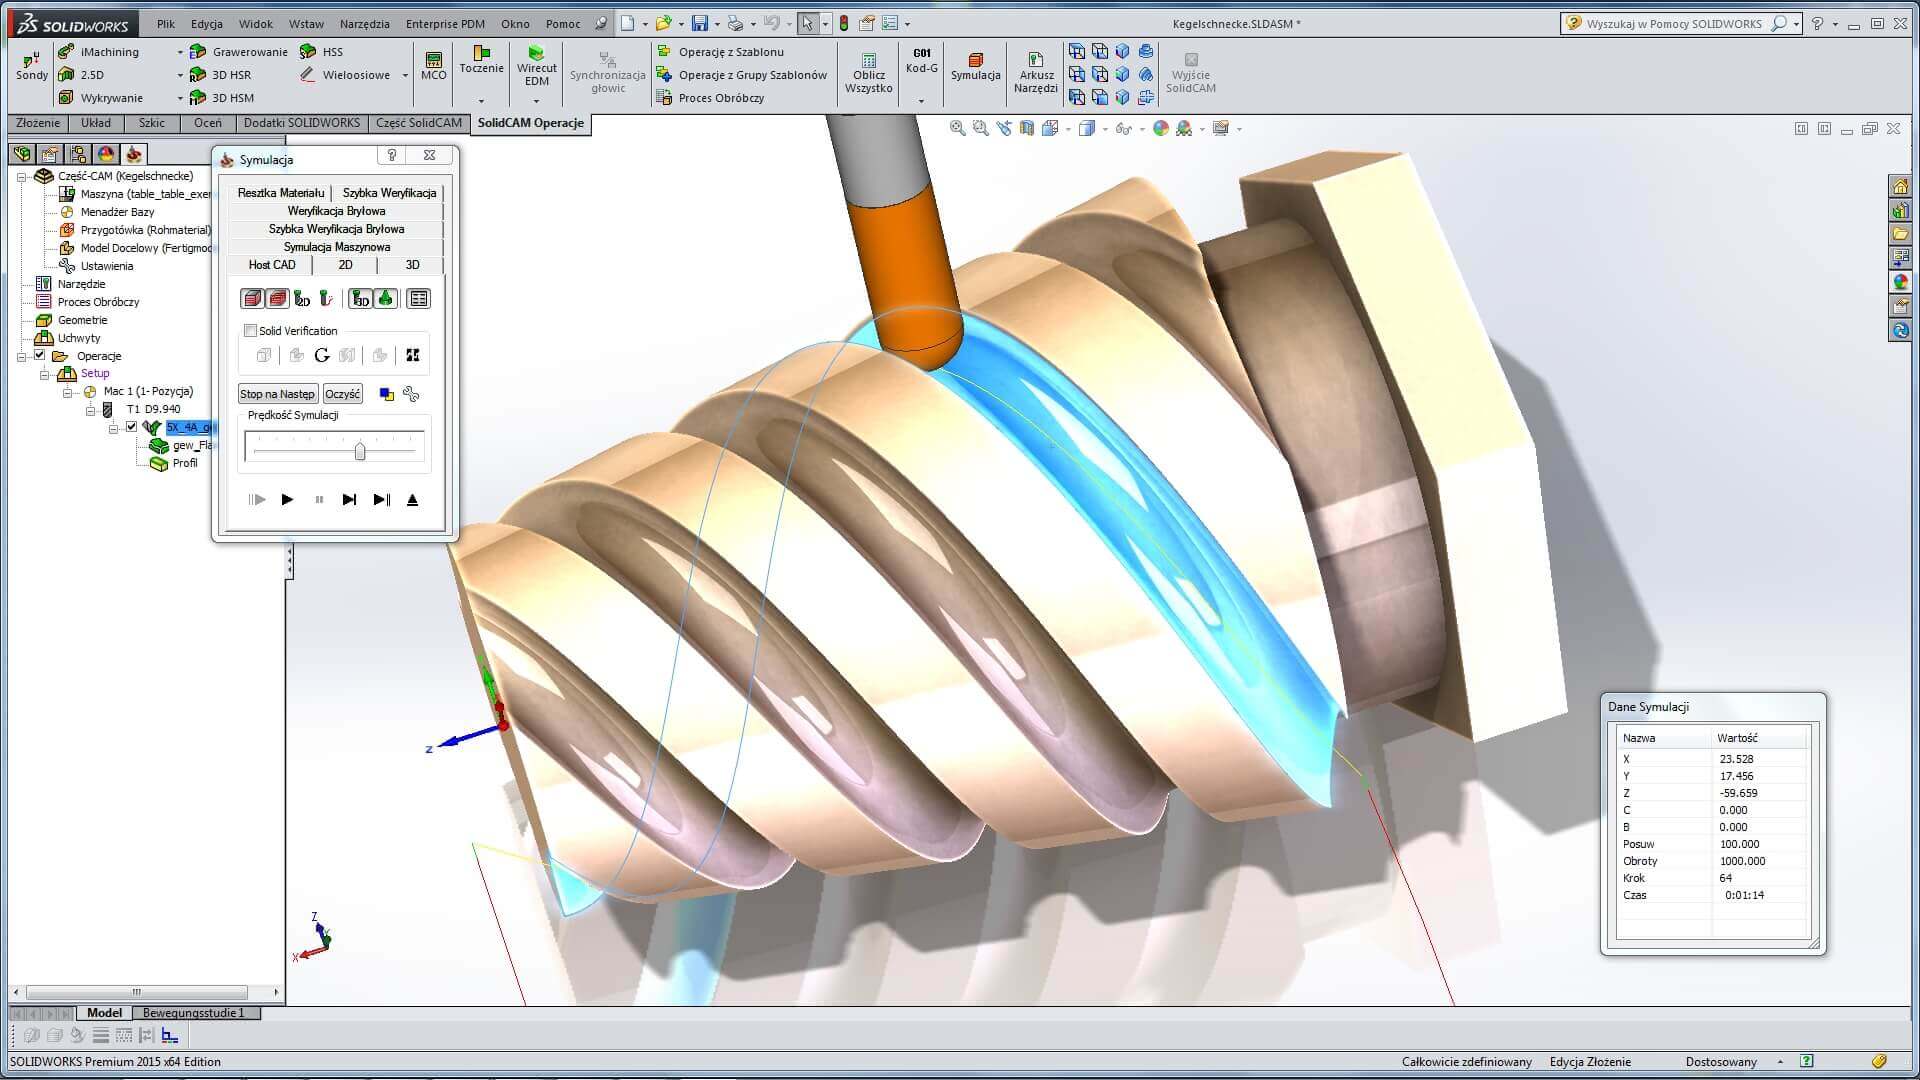 SOLIDWORKS Plik Edycja Widok Wstaw Narzędzia Enterprise PDM Okno Pomoc Kegelschnecke.SLDASM * Wyszukaj w Pomocy SOLIDWORKS
iMachining Grawerowanie HSS Operację z Szablonu
Sondy 2.5D 3D HSR Wieloosiowe MCO Toczenie Wirecut EDM Synchronizacja głowic Operacje z Grupy Szablonów Oblicz Wszystko G01 Kod-G Symulacja Arkusz Narzędzi Wyjście SolidCAM
Wykrywanie 3D HSM Proces Obróbczy
Złożenie Układ Szkic Oceń Dodatki SOLIDWORKS Część SolidCAM SolidCAM Operacje
Część-CAM (Kegelschnecke)
Maszyna (table_table_exer
Menadżer Bazy
Przygotówka (Rohmaterial)
Model Docelowy (Fertigmod
Ustawienia
Narzędzie
Proces Obróbczy
Geometrie
Uchwyty
Operacje
Setup
Mac 1 (1- Pozycja)
T1 D9.940
5X_4A_g
gew_Fla
Profil
Symulacja
Resztka Materiału Szybka Weryfikacja
Weryfikacja Bryłowa
Szybka Weryfikacja Bryłowa
Symulacja Maszynowa
Host CAD 2D 3D
2D 3D
Solid Verification
Stop na Następ Oczyść
Prędkość Symulacji
Z
Z
X
Dane Symulacji
Nazwa Wartość
X 23.528
Y 17.456
Z -59.659
C 0.000
B 0.000
Posuw 100.000
Obroty 1000.000
Krok 64
Czas 0:01:14
Model Bewegungsstudie 1
SOLIDWORKS Premium 2015 x64 Edition Całkowicie zdefiniowany Edycja Złożenie Dostosowany